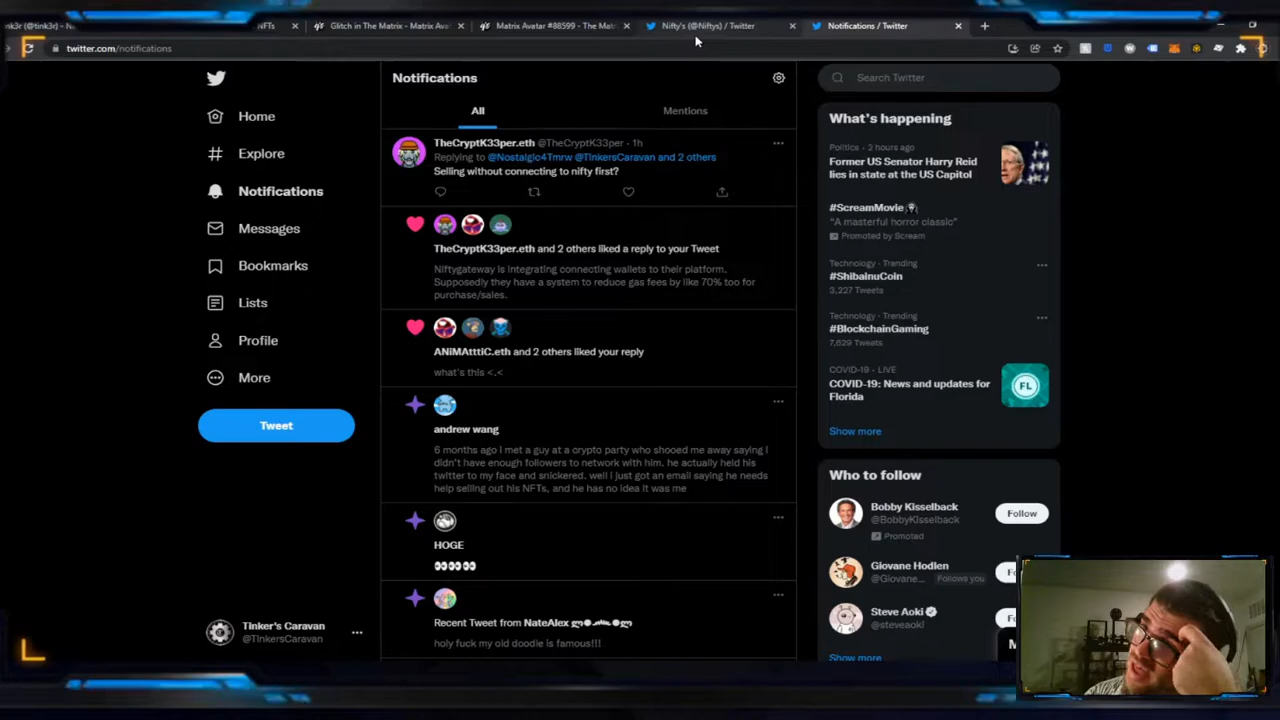 nk3r (@tink3r) - N
NFTs
Glitch in The Matrix - Matrix Ava
Matrix Avatar #88599 - The Mat
Nifty's (@Niftys) / Twitter
Notifications / Twitter
twitter.com/notifications
Home
Explore
Notifications
Messages
Bookmarks
Lists
Profile
More
Tweet
Tinker's Caravan
@TinkersCaravan
Notifications
All
Mentions
TheCryptK33per.eth @TheCryptK33per · 1h
Replying to @Nostalgic4Tmrw @TinkersCaravan and 2 others
Selling without connecting to nifty first?
TheCryptK33per.eth and 2 others liked a reply to your Tweet
Niftygateway is integrating connecting wallets to their platform.
Supposedly they have a system to reduce gas fees by like 70% too for
purchase/sales.
ANiMAtttiC.eth and 2 others liked your reply
what's this <.<
andrew wang
6 months ago I met a guy at a crypto party who shooed me away saying I
didn't have enough followers to network with him. he actually held his
twitter to my face and snickered. well i just got an email saying he needs
help selling out his NFTs, and he has no idea it was me
HOGE
👀👀👀
Recent Tweet from NateAlex
holy fuck my old doodle is famous!!!
Search Twitter
What's happening
Politics · 2 hours ago
Former US Senator Harry Reid
lies in state at the US Capitol
#ScreamMovie
"A masterful horror classic"
Promoted by Scream
Technology · Trending
#ShibaInuCoin
3,227 Tweets
Technology · Trending
#BlockchainGaming
7,629 Tweets
COVID-19 · LIVE
COVID-19: News and updates for
Florida
FL
Show more
Who to follow
Bobby Kisselback
@BobbyKisselback
Promoted
Follow
Giovane Hodlen
@Giovane... Follows you
Fo
Steve Aoki
@steveaoki
Fo
Show more
M